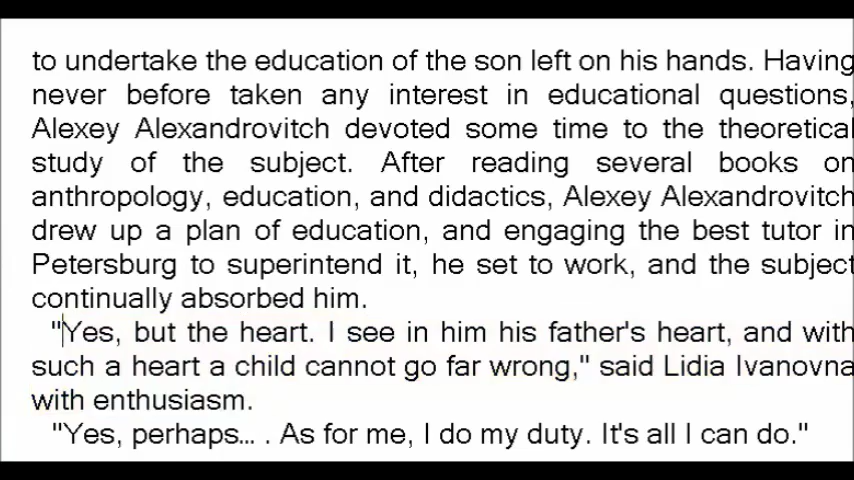 to undertake the education of the son left on his hands. Having
never before taken any interest in educational questions,
Alexey Alexandrovitch devoted some time to the theoretical
study of the subject. After reading several books on
anthropology, education, and didactics, Alexey Alexandrovitch
drew up a plan of education, and engaging the best tutor in
Petersburg to superintend it, he set to work, and the subject
continually absorbed him.
"Yes, but the heart. I see in him his father's heart, and with
such a heart a child cannot go far wrong," said Lidia Ivanovna
with enthusiasm.
"Yes, perhaps... . As for me, I do my duty. It's all I can do."